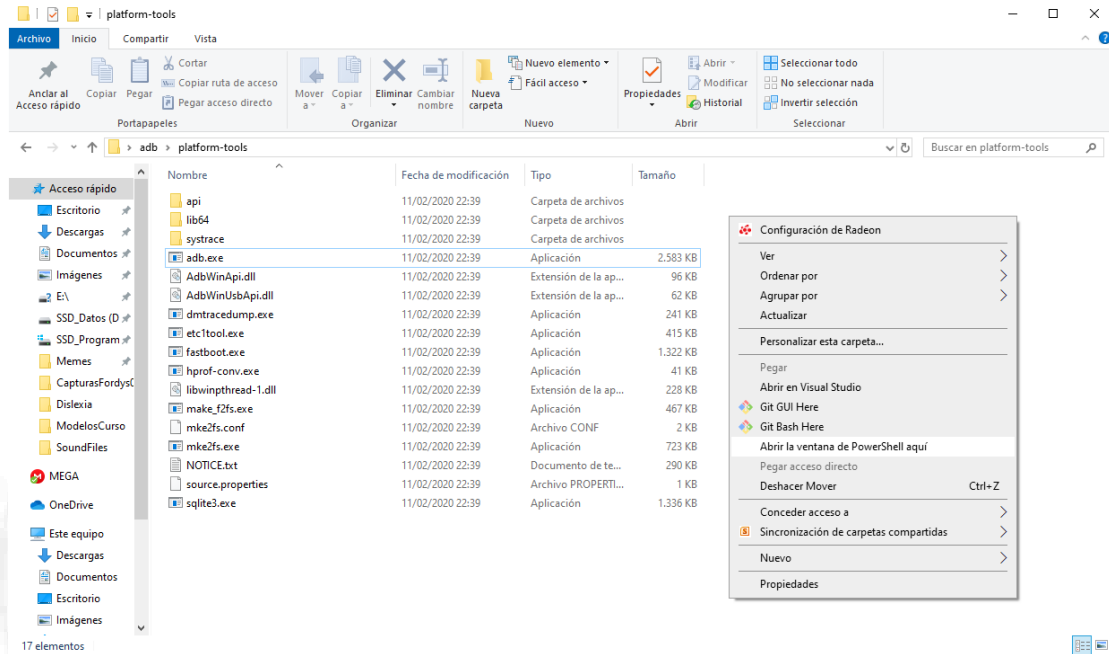 platform-tools
Archivo Inicio Compartir Vista
Anclar al Acceso rápido
Copiar
Pegar
Cortar
Copiar ruta de acceso
Pegar acceso directo
Portapapeles
Mover a
Copiar a
Eliminar
Cambiar nombre
Organizar
Nueva carpeta
Nuevo elemento
Fácil acceso
Nuevo
Propiedades
Abrir
Modificar
Historial
Abrir
Seleccionar todo
No seleccionar nada
Invertir selección
Seleccionar
adb > platform-tools
Buscar en platform-tools
Acceso rápido
Escritorio
Descargas
Documentos
Imágenes
E:\
SSD_Datos (D
SSD_Program
Memes
CapturasFordys(
Dislexia
ModelosCurso
SoundFiles
MEGA
OneDrive
Este equipo
Descargas
Documentos
Escritorio
Imágenes
Nombre Fecha de modificación Tipo Tamaño
api 11/02/2020 22:39 Carpeta de archivos
lib64 11/02/2020 22:39 Carpeta de archivos
systrace 11/02/2020 22:39 Carpeta de archivos
adb.exe 11/02/2020 22:39 Aplicación 2.583 KB
AdbWinApi.dll 11/02/2020 22:39 Extensión de la ap... 96 KB
AdbWinUsbApi.dll 11/02/2020 22:39 Extensión de la ap... 62 KB
dmtracedump.exe 11/02/2020 22:39 Aplicación 241 KB
etc1tool.exe 11/02/2020 22:39 Aplicación 415 KB
fastboot.exe 11/02/2020 22:39 Aplicación 1.322 KB
hprof-conv.exe 11/02/2020 22:39 Aplicación 41 KB
libwinpthread-1.dll 11/02/2020 22:39 Extensión de la ap... 228 KB
make_f2fs.exe 11/02/2020 22:39 Aplicación 467 KB
mke2fs.conf 11/02/2020 22:39 Archivo CONF 2 KB
mke2fs.exe 11/02/2020 22:39 Aplicación 723 KB
NOTICE.txt 11/02/2020 22:39 Documento de te... 290 KB
source.properties 11/02/2020 22:39 Archivo PROPERTI... 1 KB
sqlite3.exe 11/02/2020 22:39 Aplicación 1.336 KB
Configuración de Radeon
Ver
Ordenar por
Agrupar por
Actualizar
Personalizar esta carpeta...
Pegar
Abrir en Visual Studio
Git GUI Here
Git Bash Here
Abrir la ventana de PowerShell aquí
Pegar acceso directo
Deshacer Mover Ctrl+Z
Conceder acceso a
Sincronización de carpetas compartidas
Nuevo
Propiedades
17 elementos